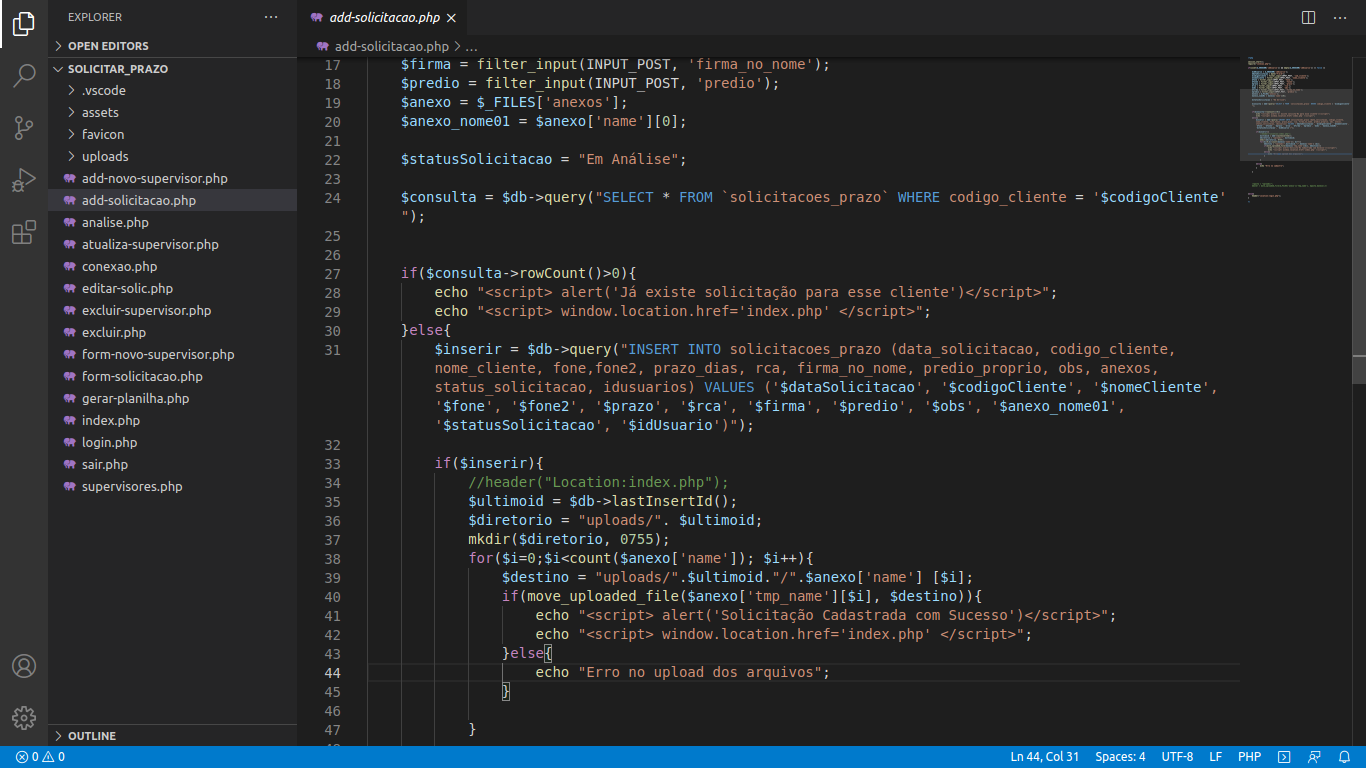 EXPLORER
OPEN EDITORS
SOLICITAR_PRAZO
.vscode
assets
favicon
uploads
add-novo-supervisor.php
add-solicitacao.php
analise.php
atualiza-supervisor.php
conexao.php
editar-solic.php
excluir-supervisor.php
excluir.php
form-novo-supervisor.php
form-solicitacao.php
gerar-planilha.php
index.php
login.php
sair.php
supervisores.php
OUTLINE
add-solicitacao.php
add-solicitacao.php > ...
17 $firma = filter_input(INPUT_POST, 'firma_no_nome');
18 $predio = filter_input(INPUT_POST, 'predio');
19 $anexo = $_FILES['anexos'];
20 $anexo_nome01 = $anexo['name'][0];
21
22 $statusSolicitacao = "Em Análise";
23
24 $consulta = $db->query("SELECT * FROM `solicitacoes_prazo` WHERE codigo_cliente = '$codigoCliente'
");
25
26
27 if($consulta->rowCount()>0){
28 echo "<script> alert('Já existe solicitação para esse cliente')</script>";
29 echo "<script> window.location.href='index.php' </script>";
30 }else{
31 $inserir = $db->query("INSERT INTO solicitacoes_prazo (data_solicitacao, codigo_cliente,
nome_cliente, fone,fone2, prazo_dias, rca, firma_no_nome, predio_proprio, obs, anexos,
status_solicitacao, idusuarios) VALUES ('$dataSolicitacao', '$codigoCliente', '$nomeCliente',
'$fone', '$fone2', '$prazo', '$rca', '$firma', '$predio', '$obs', '$anexo_nome01',
'$statusSolicitacao', '$idUsuario')");
32
33 if($inserir){
34 //header("Location:index.php");
35 $ultimoid = $db->lastInsertId();
36 $diretorio = "uploads/". $ultimoid;
37 mkdir($diretorio, 0755);
38 for($i=0;$i<count($anexo['name']); $i++){
39 $destino = "uploads/".$ultimoid."/".$anexo['name'] [$i];
40 if(move_uploaded_file($anexo['tmp_name'][$i], $destino)){
41 echo "<script> alert('Solicitação Cadastrada com Sucesso')</script>";
42 echo "<script> window.location.href='index.php' </script>";
43 }else{
44 echo "Erro no upload dos arquivos";
45 }
46
47 }
0 0 Ln 44, Col 31 Spaces: 4 UTF-8 LF PHP